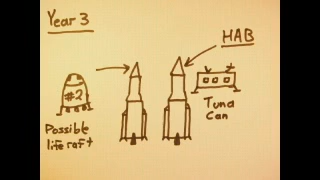 Year 3
HAB
#2
Tuna
Can
Possible
life raft